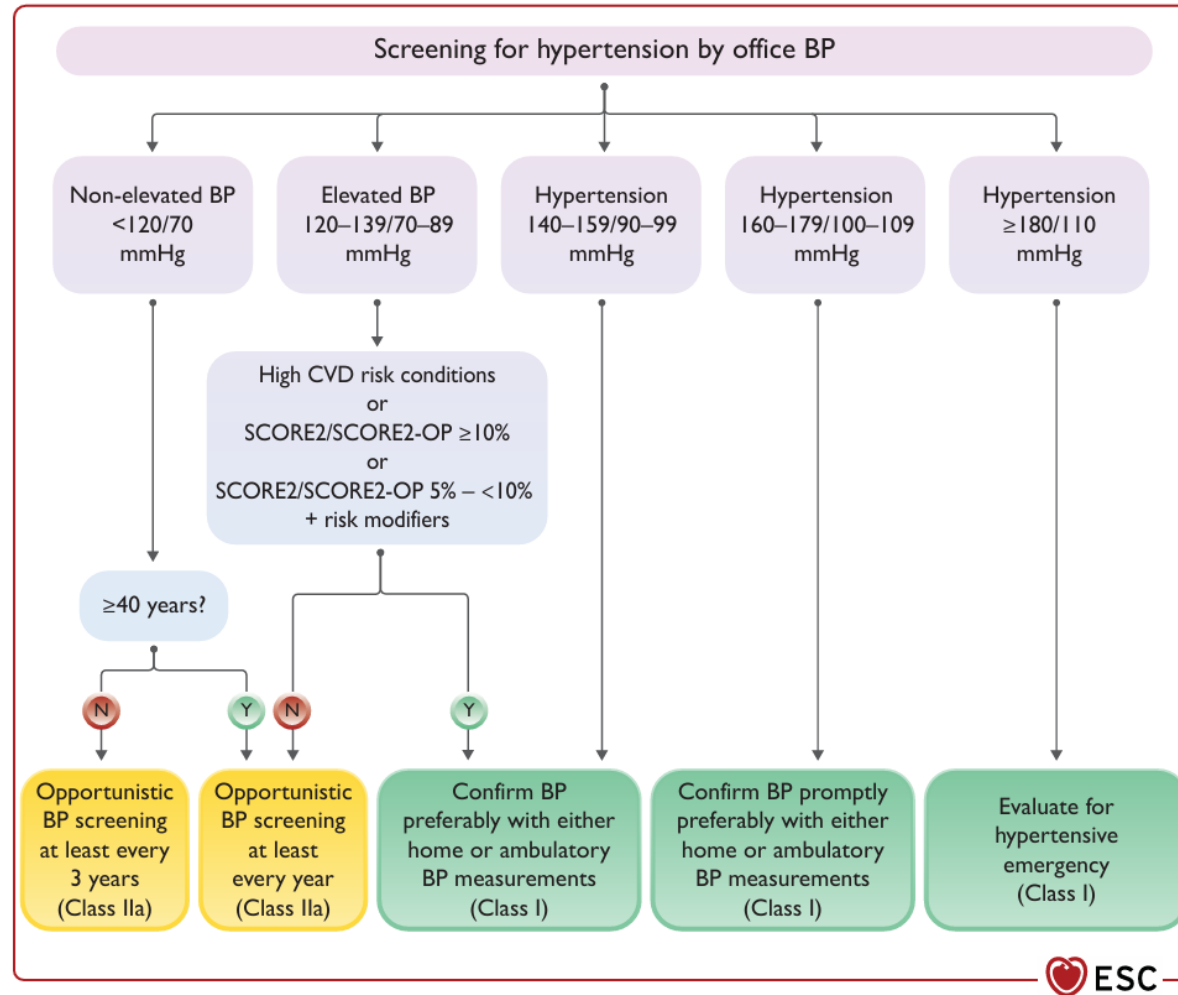 Screening for hypertension by office BP
Non-elevated BP
<120/70
mmHg
Elevated BP
120–139/70–89
mmHg
Hypertension
140–159/90–99
mmHg
Hypertension
160–179/100–109
mmHg
Hypertension
≥180/110
mmHg
High CVD risk conditions
or
SCORE2/SCORE2-OP ≥10%
or
SCORE2/SCORE2-OP 5% – <10%
+ risk modifiers
≥40 years?
N
Y
N
Y
Opportunistic
BP screening
at least every
3 years
(Class IIa)
Opportunistic
BP screening
at least
every year
(Class IIa)
Confirm BP
preferably with either
home or ambulatory
BP measurements
(Class I)
Confirm BP promptly
preferably with either
home or ambulatory
BP measurements
(Class I)
Evaluate for
hypertensive
emergency
(Class I)
ESC